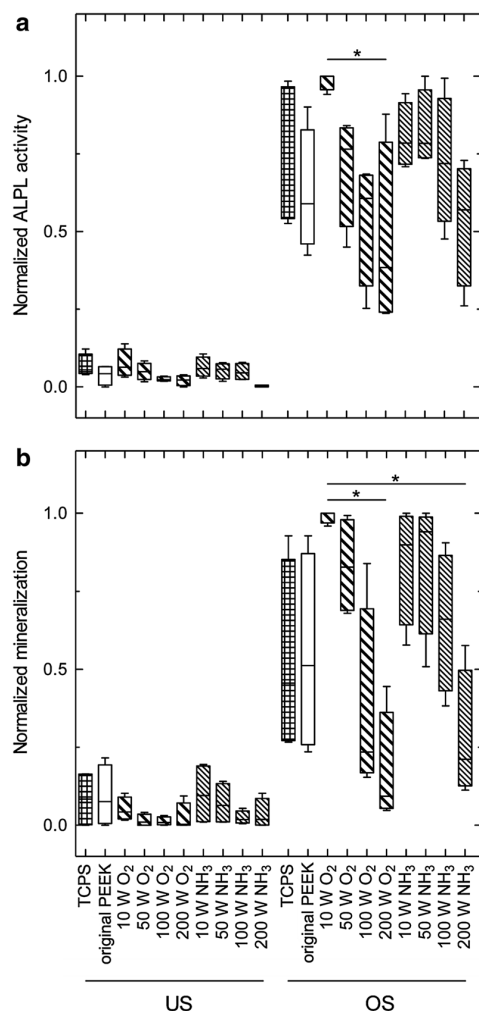 a
Normalized ALPL activity
1.0
0.5
0.0
*
b
Normalized mineralization
1.0
0.5
0.0
*
*
TCPS
original PEEK
10 W O₂
50 W O₂
100 W O₂
200 W O₂
10 W NH₃
50 W NH₃
100 W NH₃
200 W NH₃
TCPS
original PEEK
10 W O₂
50 W O₂
100 W O₂
200 W O₂
10 W NH₃
50 W NH₃
100 W NH₃
200 W NH₃
US
OS